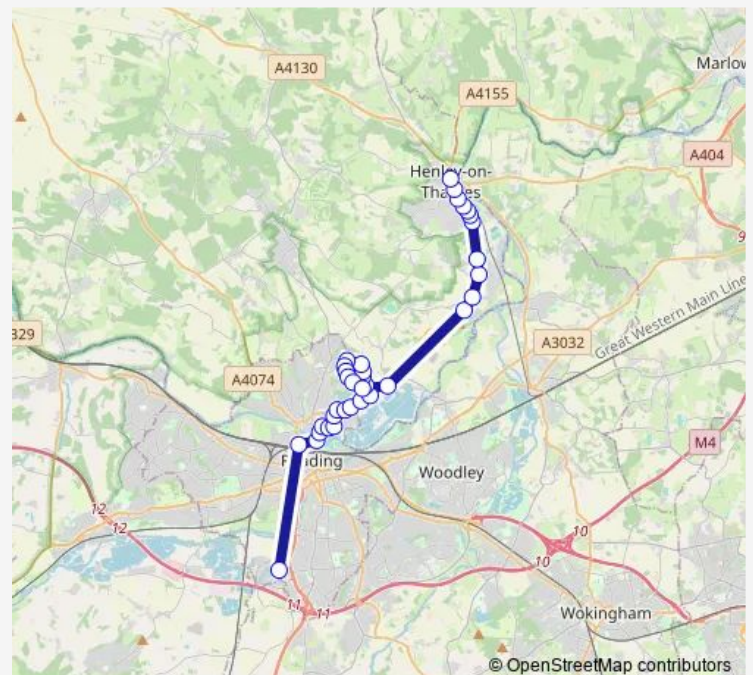 Marlow
A4130
A4155
A404
Henley-on-
Thames
9
Great Western Main Line
A3032
329
A4074
M4
Reading
Woodley
12
12
10
10
11
11
Wokingham
© OpenStreetMap contributors